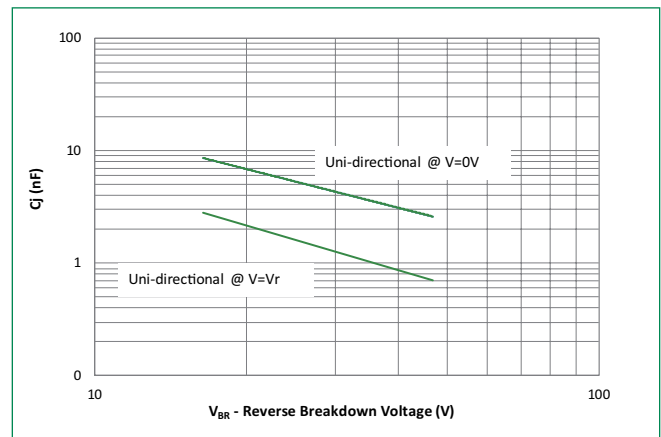 100
10
1
0
Cj (nF)
Uni-directional @ V=0V
Uni-directional @ V=Vr
10
100
VBR - Reverse Breakdown Voltage (V)